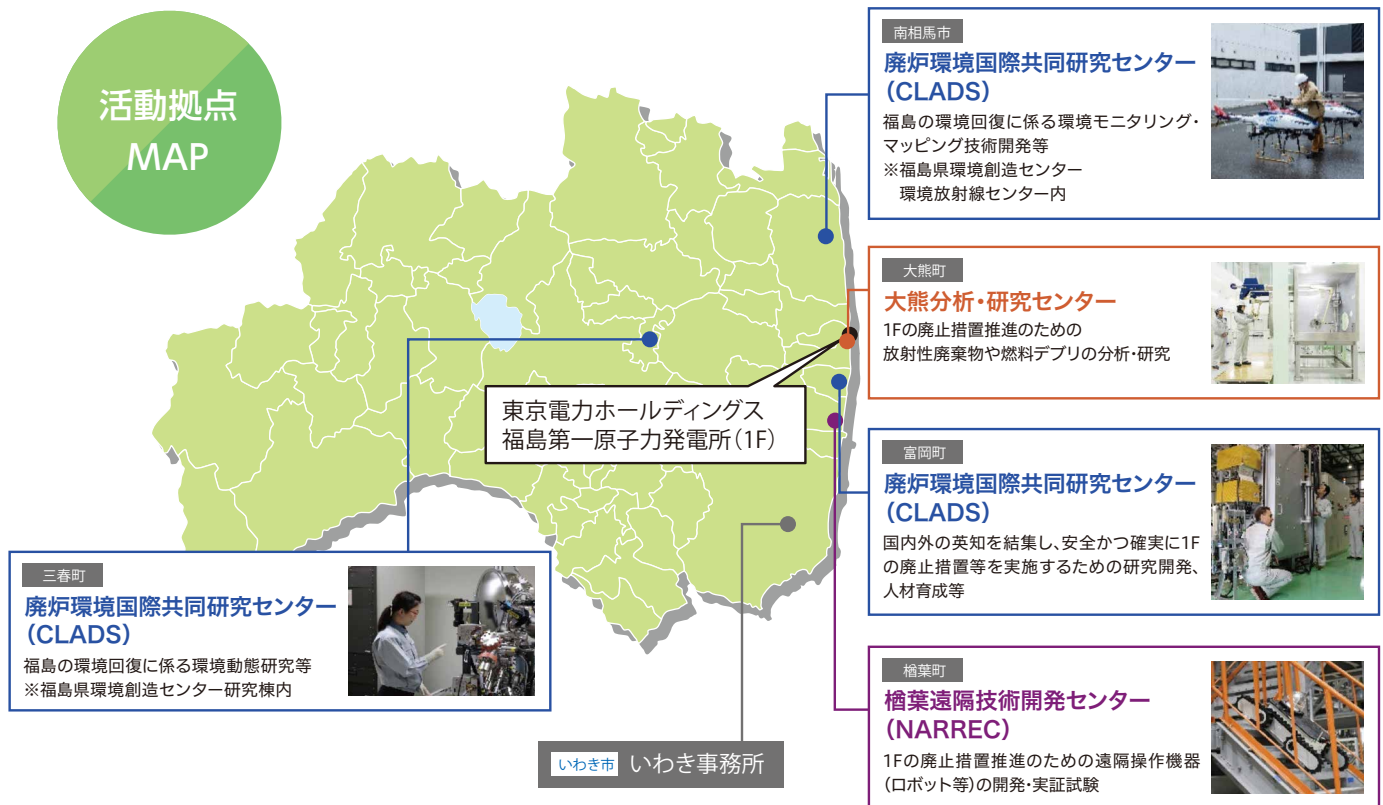 活動拠点
MAP
南相馬市
廃炉環境国際共同研究センター
(CLADS)
福島の環境回復に係る環境モニタリング・
マッピング技術開発等
※福島県環境創造センター
環境放射線センター内
大熊町
大熊分析・研究センター
1Fの廃止措置推進のための
放射性廃棄物や燃料デブリの分析・研究
東京電力ホールディングス
福島第一原子力発電所(1F)
富岡町
廃炉環境国際共同研究センター
(CLADS)
国内外の英知を結集し、安全かつ確実に1F
の廃止措置等を実施するための研究開発、
人材育成等
三春町
廃炉環境国際共同研究センター
(CLADS)
福島の環境回復に係る環境動態研究等
※福島県環境創造センター研究棟内
楢葉町
楢葉遠隔技術開発センター
(NARREC)
1Fの廃止措置推進のための遠隔操作機器
(ロボット等)の開発・実証試験
いわき市 いわき事務所